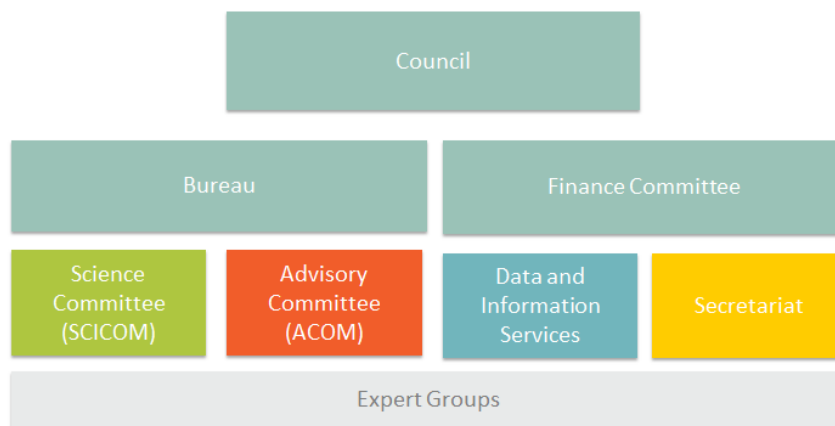 Council
Bureau
Finance Committee
Science
Committee
(SCICOM)
Advisory
Committee
(ACOM)
Data and
Information
Services
Secretariat
Expert Groups